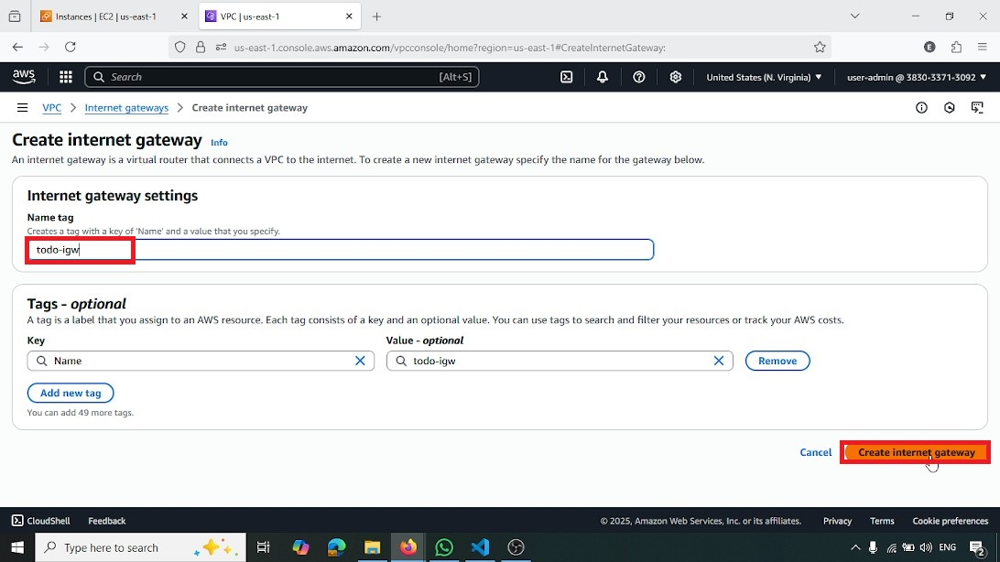 Instances | EC2 | us-east-1
VPC | us-east-1
us-east-1.console.aws.amazon.com/vpcconsole/home?region=us-east-1#CreateInternetGateway:
E
aws
Search
[Alt+S]
United States (N. Virginia)
user-admin @ 3830-3371-3092
VPC
Internet gateways
Create internet gateway
Create internet gateway
Info
An internet gateway is a virtual router that connects a VPC to the internet. To create a new internet gateway specify the name for the gateway below.
Internet gateway settings
Name tag
Creates a tag with a key of 'Name' and a value that you specify.
todo-igw
Tags - optional
A tag is a label that you assign to an AWS resource. Each tag consists of a key and an optional value. You can use tags to search and filter your resources or track your AWS costs.
Key
Value - optional
Name
todo-igw
Remove
Add new tag
You can add 49 more tags.
Cancel
Create internet gateway
CloudShell
Feedback
© 2025, Amazon Web Services, Inc. or its affiliates.
Privacy
Terms
Cookie preferences
Type here to search
ENG
2